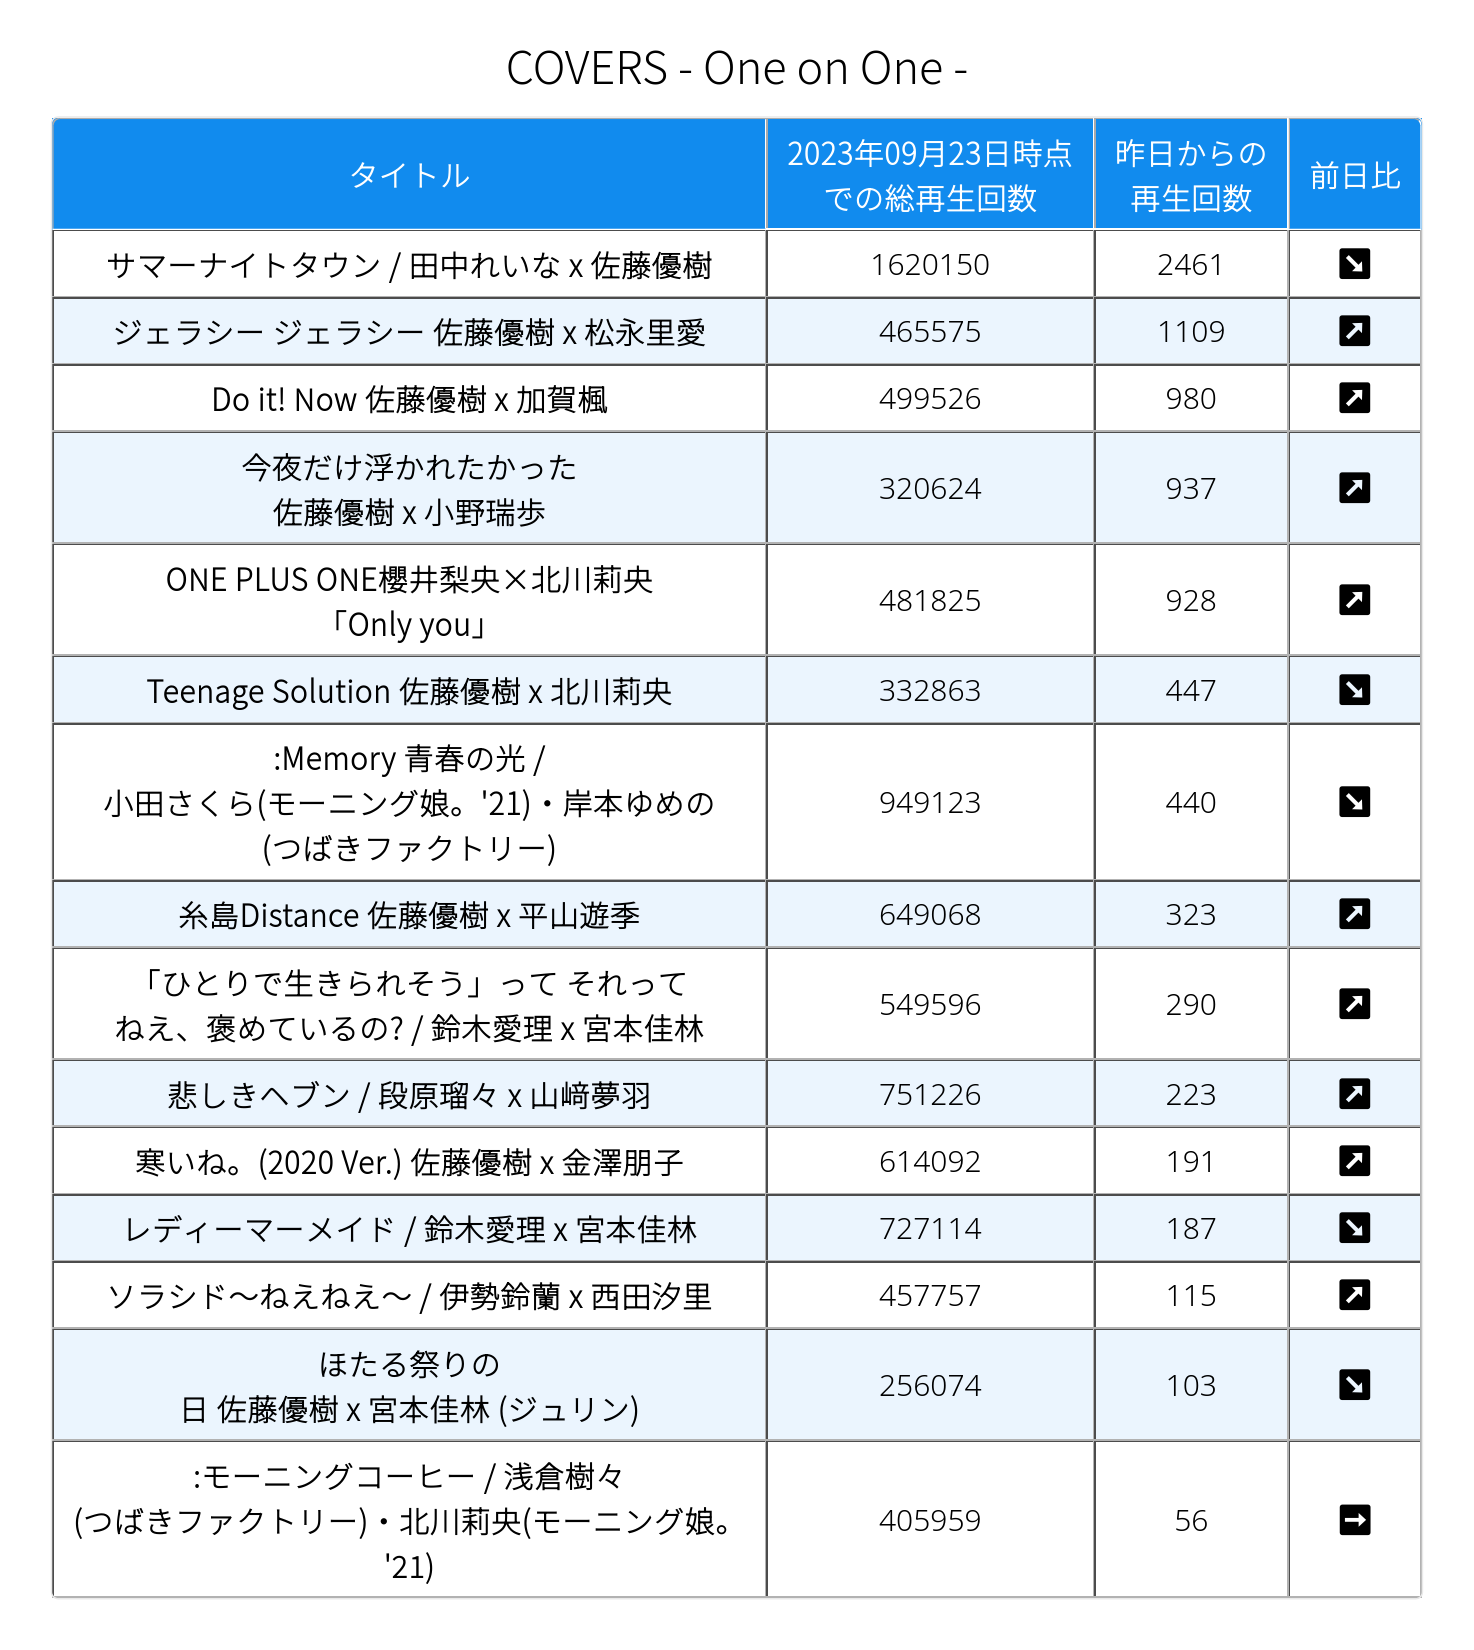 COVERS - One on One -
タイトル
2023年09月23日時点
での総再生回数
昨日からの
再生回数
前日比
サマーナイトタウン / 田中れいな x 佐藤優樹
1620150
2461
ジェラシー ジェラシー 佐藤優樹 x 松永里愛
465575
1109
Do it! Now 佐藤優樹 x 加賀楓
499526
980
今夜だけ浮かれたかった
佐藤優樹 x 小野瑞歩
320624
937
ONE PLUS ONE櫻井梨央×北川莉央
「Only you」
481825
928
Teenage Solution 佐藤優樹 x 北川莉央
332863
447
:Memory 青春の光 /
小田さくら(モーニング娘。'21)・岸本ゆめの
(つばきファクトリー)
949123
440
糸島Distance 佐藤優樹 x 平山遊季
649068
323
「ひとりで生きられそう」って それって
ねえ、褒めているの? / 鈴木愛理 x 宮本佳林
549596
290
悲しきヘブン / 段原瑠々 x 山﨑夢羽
751226
223
寒いね。(2020 Ver.) 佐藤優樹 x 金澤朋子
614092
191
レディーマーメイド / 鈴木愛理 x 宮本佳林
727114
187
ソラシド〜ねえねえ〜 / 伊勢鈴蘭 x 西田汐里
457757
115
ほたる祭りの
日 佐藤優樹 x 宮本佳林 (ジュリン)
256074
103
:モーニングコーヒー / 浅倉樹々
(つばきファクトリー)・北川莉央(モーニング娘。
'21)
405959
56